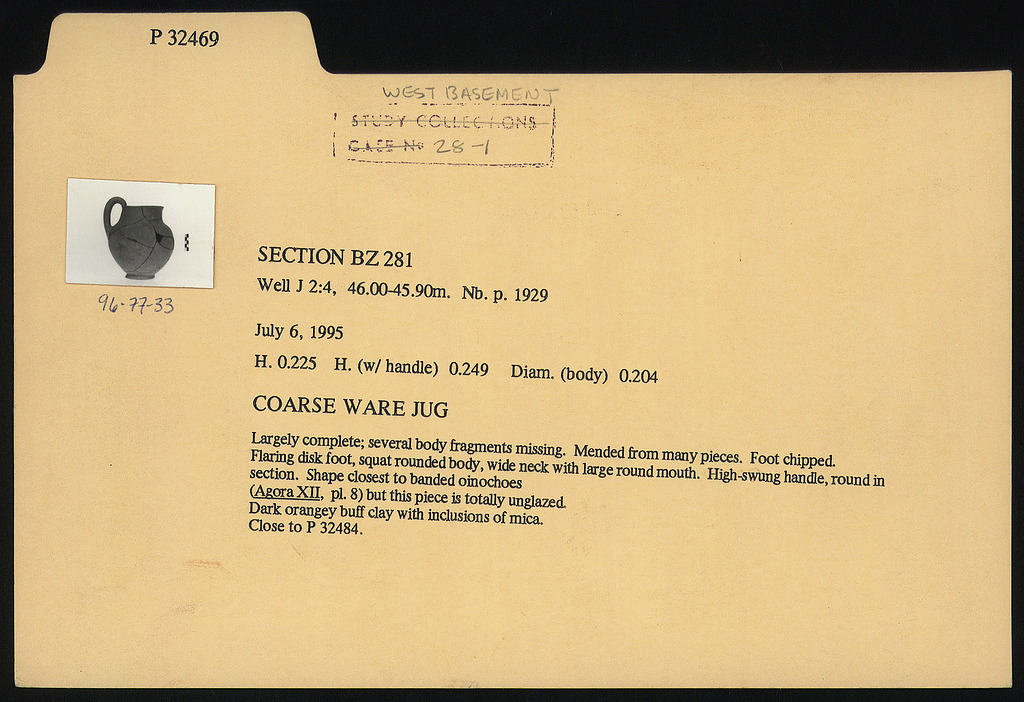 P 32469
WEST BASEMENT
STUDY COLLECTIONS
CASE No 28-1
96-77-33
SECTION BZ 281
Well J 2:4, 46.00-45.90m. Nb. p. 1929
July 6, 1995
H. 0.225 H. (w/ handle) 0.249 Diam. (body) 0.204
COARSE WARE JUG
Largely complete; several body fragments missing. Mended from many pieces. Foot chipped.
Flaring disk foot, squat rounded body, wide neck with large round mouth. High-swung handle, round in
section. Shape closest to banded oinochoes
(Agora XII, pl. 8) but this piece is totally unglazed.
Dark orangey buff clay with inclusions of mica.
Close to P 32484.